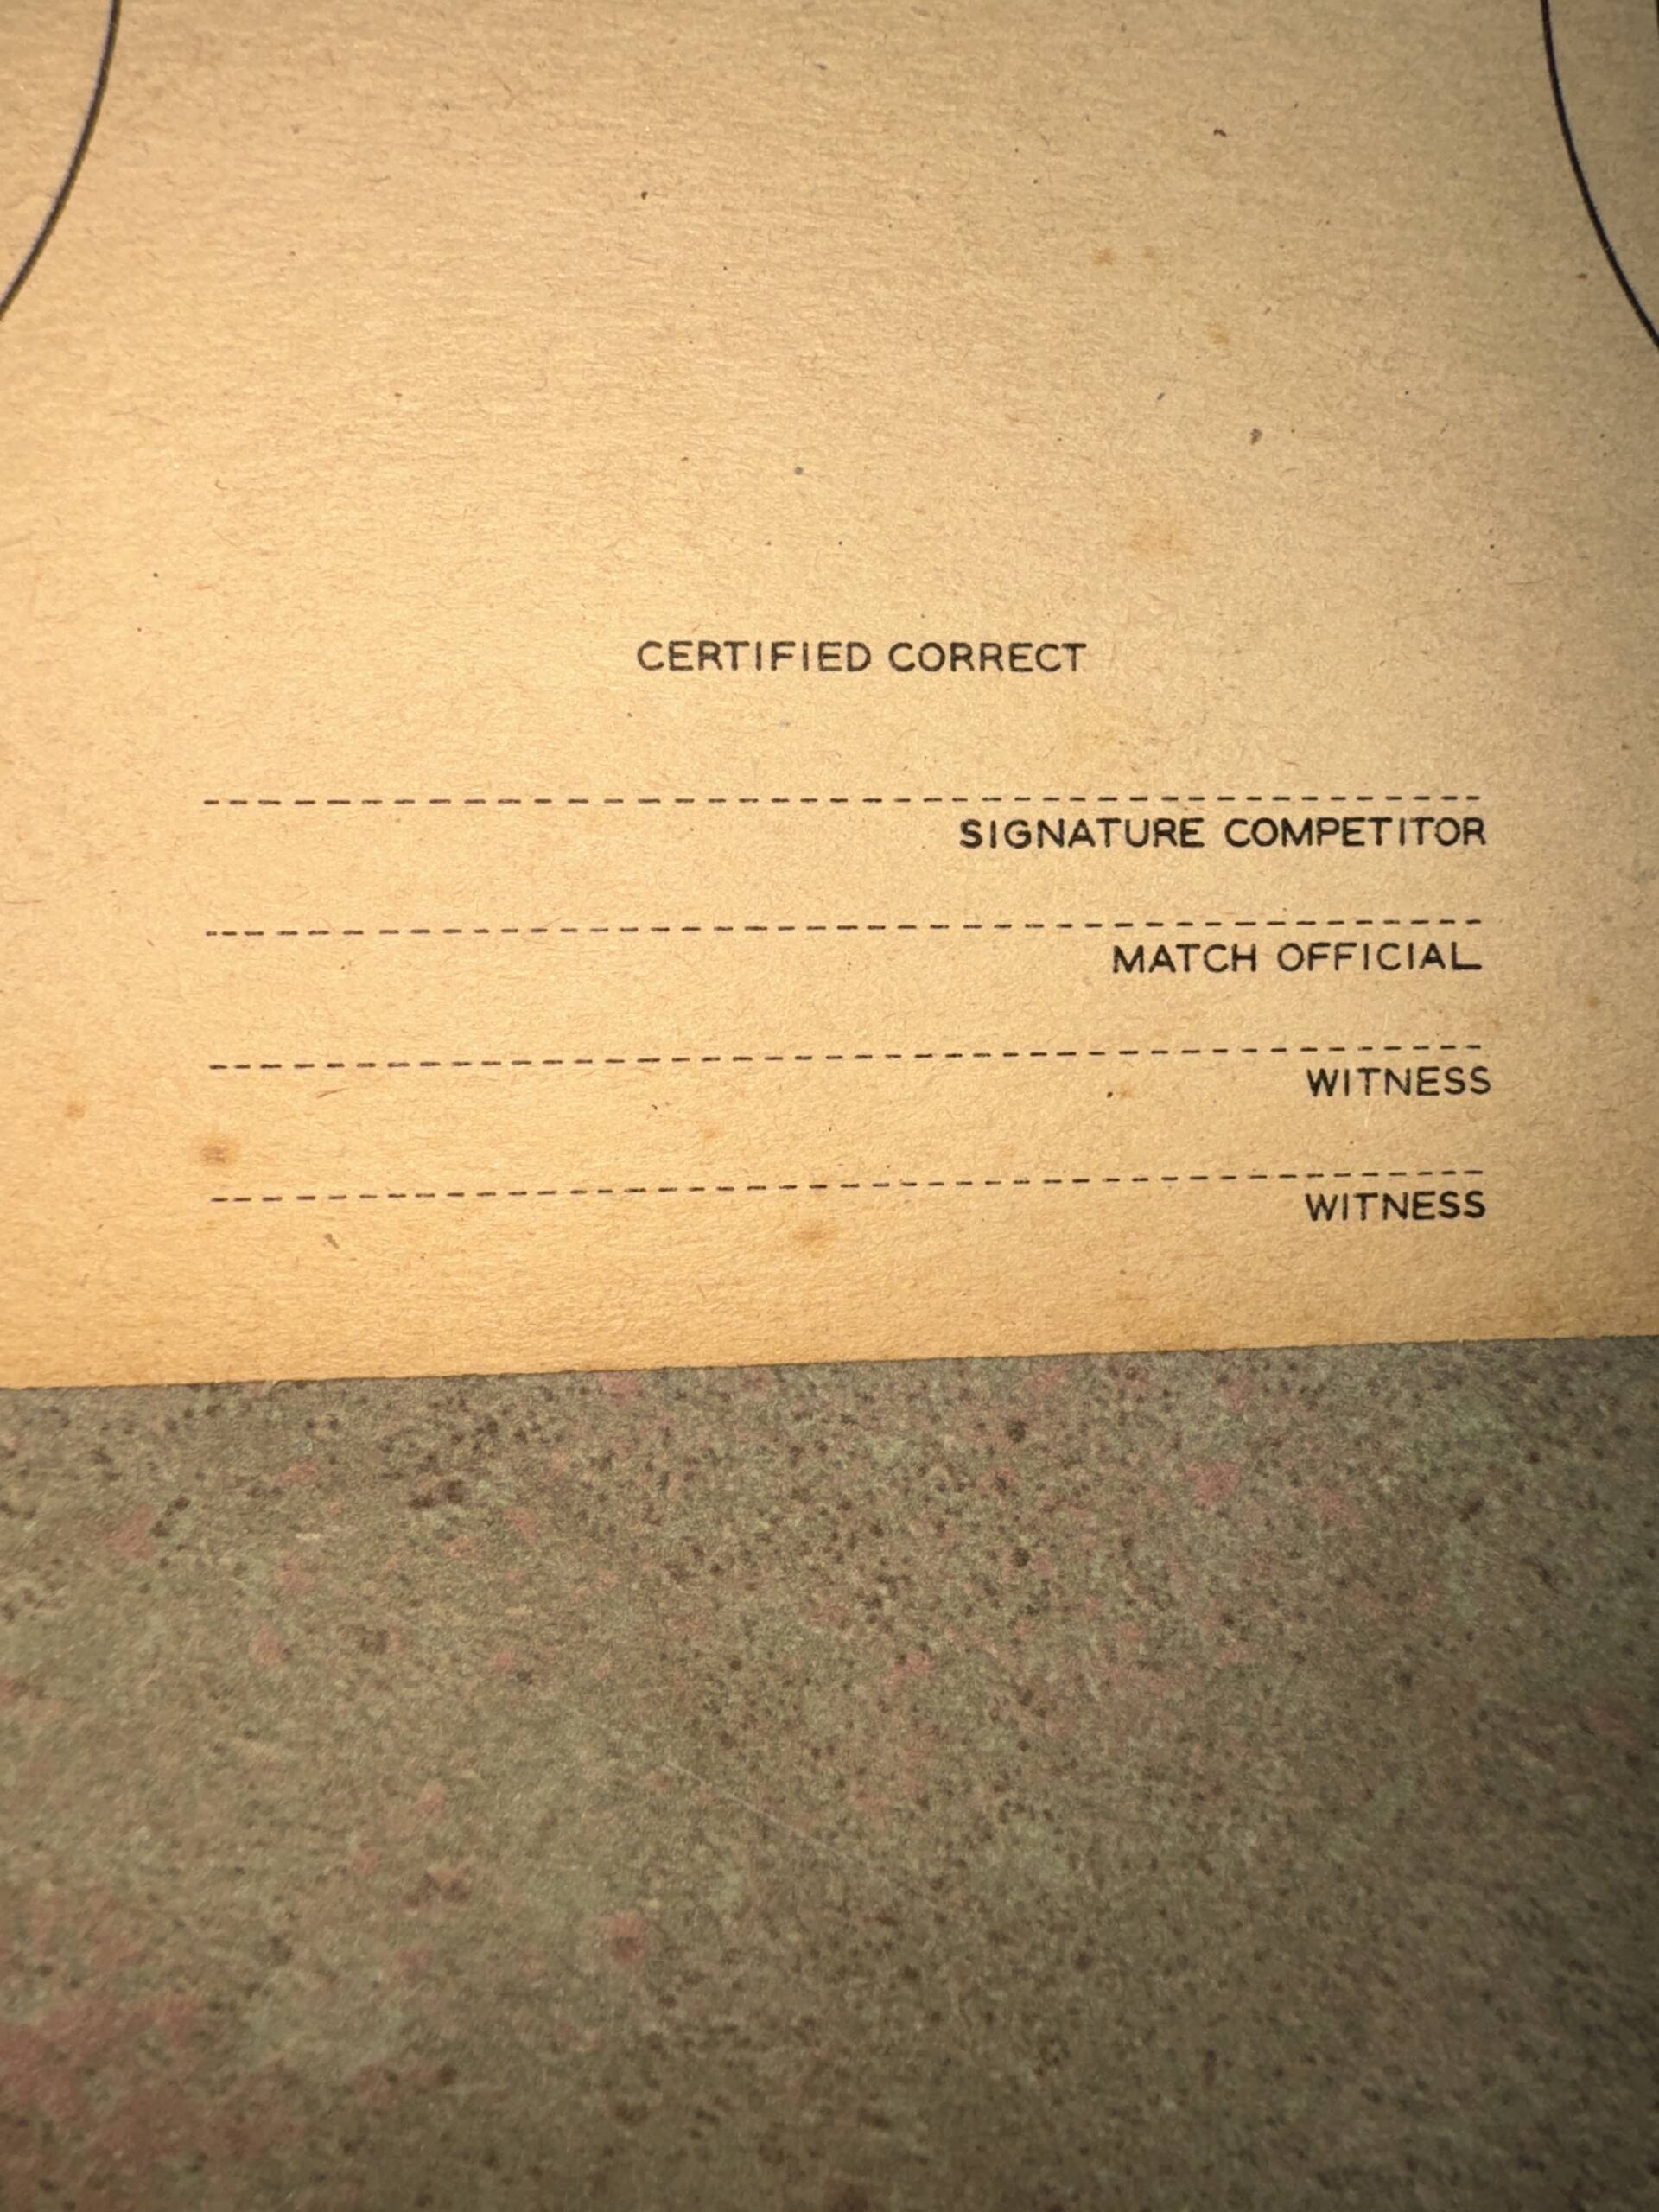 CERTIFIED CORRECT
SIGNATURE COMPETITOR
MATCH OFFICIAL
WITNESS
WITNESS